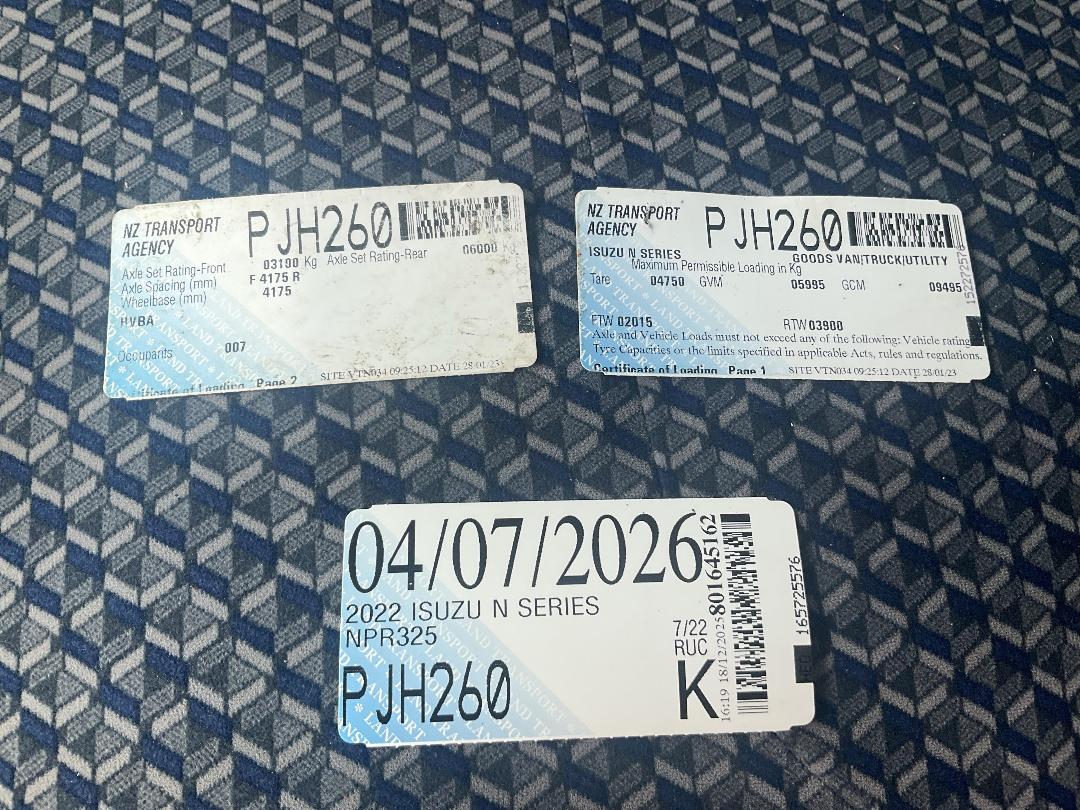 NZ TRANSPORT
AGENCY
PJH260
Axle Set Rating-Front 03100 Kg Axle Set Rating-Rear 06000 Kg
Axle Spacing (mm) F 4175 R
Wheelbase (mm) 4175
HVBA
Occupants 007
Certificate of Loading Page 2 SITE VTN034 09:25:12 DATE 28/01/23
NZ TRANSPORT
AGENCY
PJH260
ISUZU N SERIES GOODS VAN/TRUCK/UTILITY
Maximum Permissible Loading in Kg
Tare 04750 GVM 05995 GCM 09495
FTW 02015 RTW 03980
Axle and Vehicle Loads must not exceed any of the following: Vehicle rating
Tyre Capacities or the limits specified in applicable Acts, rules and regulations.
Certificate of Loading Page 1 SITE VTN034 09:25:12 DATE 28/01/23
04/07/2026
2022 ISUZU N SERIES
NPR325
7/22
RUC
PJH260
K
16:19 18/12/2025 801645162
165725576